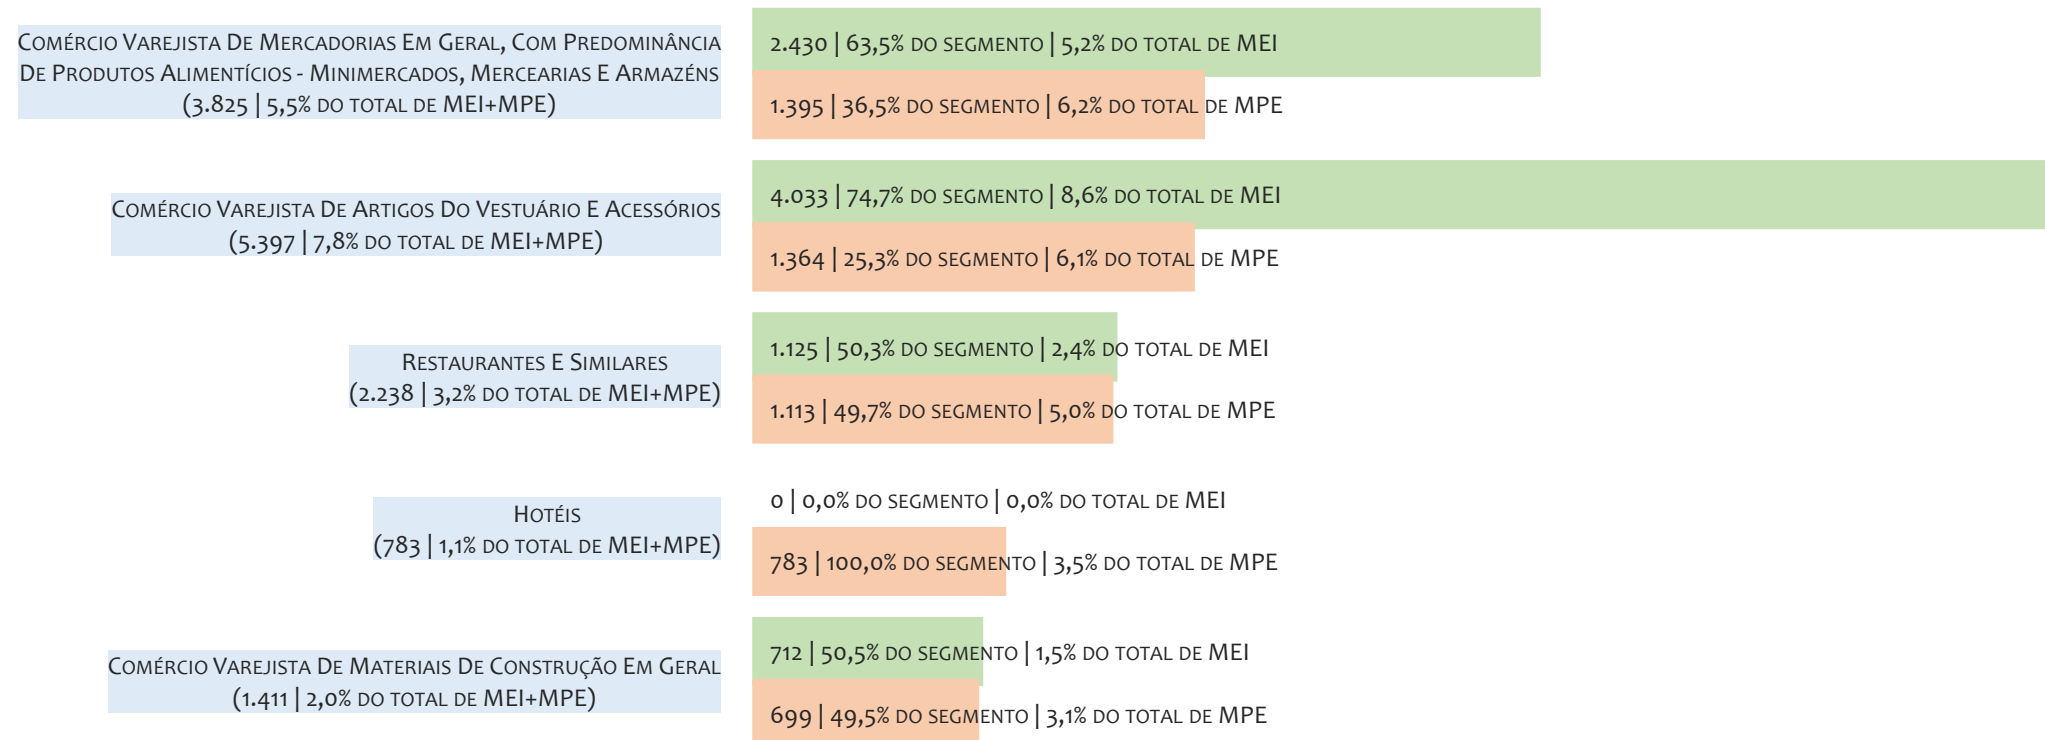 Comércio Varejista De Mercadorias Em Geral, Com Predominância
De Produtos Alimentícios - Minimercados, Mercearias E Armazéns
(3.825 | 5,5% do total de MEI+MPE)
2.430 | 63,5% do segmento | 5,2% do total de MEI
1.395 | 36,5% do segmento | 6,2% do total de MPE
Comércio Varejista De Artigos Do Vestuário E Acessórios
(5.397 | 7,8% do total de MEI+MPE)
4.033 | 74,7% do segmento | 8,6% do total de MEI
1.364 | 25,3% do segmento | 6,1% do total de MPE
Restaurantes E Similares
(2.238 | 3,2% do total de MEI+MPE)
1.125 | 50,3% do segmento | 2,4% do total de MEI
1.113 | 49,7% do segmento | 5,0% do total de MPE
Hotéis
(783 | 1,1% do total de MEI+MPE)
0 | 0,0% do segmento | 0,0% do total de MEI
783 | 100,0% do segmento | 3,5% do total de MPE
Comércio Varejista De Materiais De Construção Em Geral
(1.411 | 2,0% do total de MEI+MPE)
712 | 50,5% do segmento | 1,5% do total de MEI
699 | 49,5% do segmento | 3,1% do total de MPE